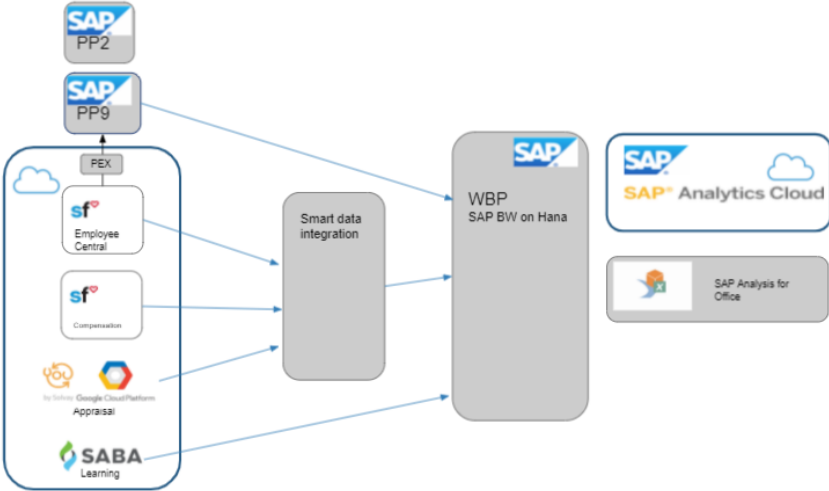 SAP
PP2
SAP
PP9
PEX
sf
Employee
Central
sf
Compensation
by Solvay Google Cloud Platform
Appraisal
SABA
Learning
Smart data
integration
SAP
WBP
SAP BW on Hana
SAP
SAP Analytics Cloud
SAP Analysis for
Office